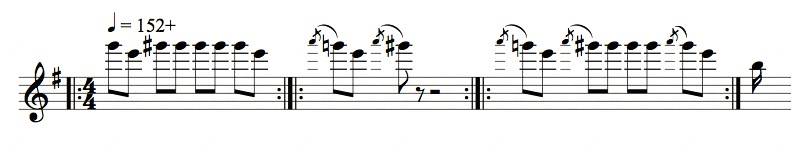 ♩ = 152+
4
4